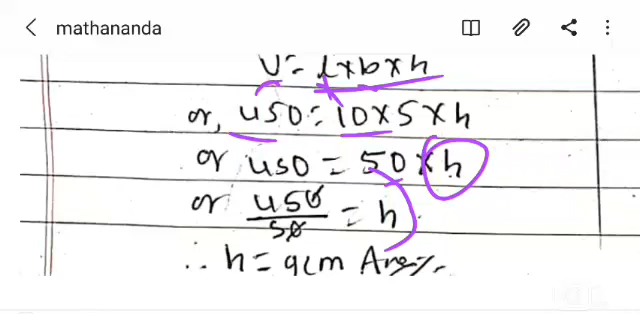 mathananda
V = l×b×h
or, 450 = 10×5×h
or 450 = 50×h
or 450/50 = h
∴ h = 9cm Ans